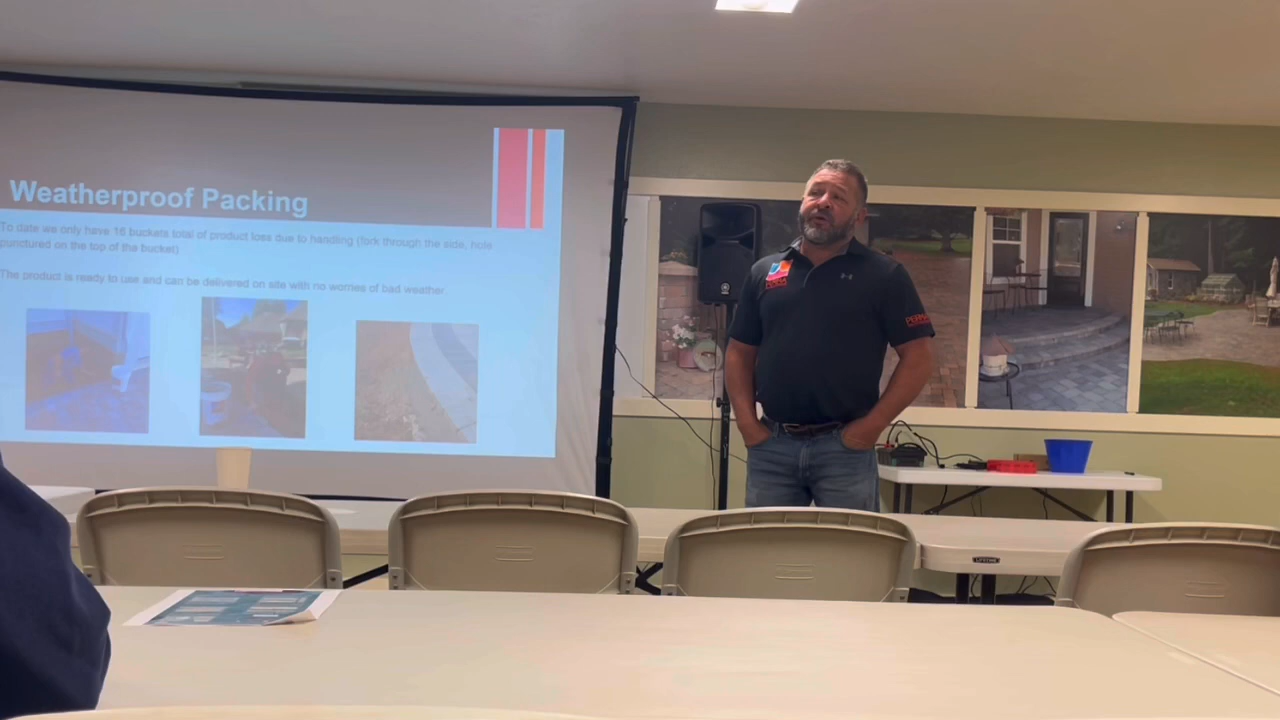 Weatherproof Packing
To date we only have 16 buckets total of product loss due to handling (fork through the side, hole
punctured on the top of the bucket)
The product is ready to use and can be delivered on site with no worries of bad weather
LIFETIME